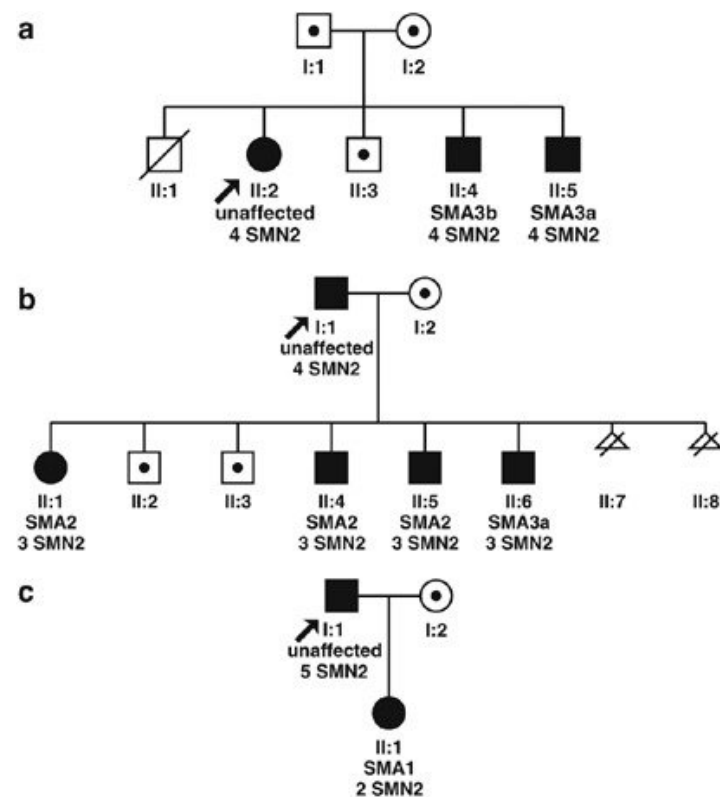 a
I:1 I:2
II:1 II:2 II:3 II:4 II:5
unaffected SMA3b SMA3a
4 SMN2 4 SMN2 4 SMN2
b
I:1 I:2
unaffected
4 SMN2
II:1 II:2 II:3 II:4 II:5 II:6 II:7 II:8
SMA2 SMA2 SMA2 SMA3a
3 SMN2 3 SMN2 3 SMN2 3 SMN2
c
I:1 I:2
unaffected
5 SMN2
II:1
SMA1
2 SMN2